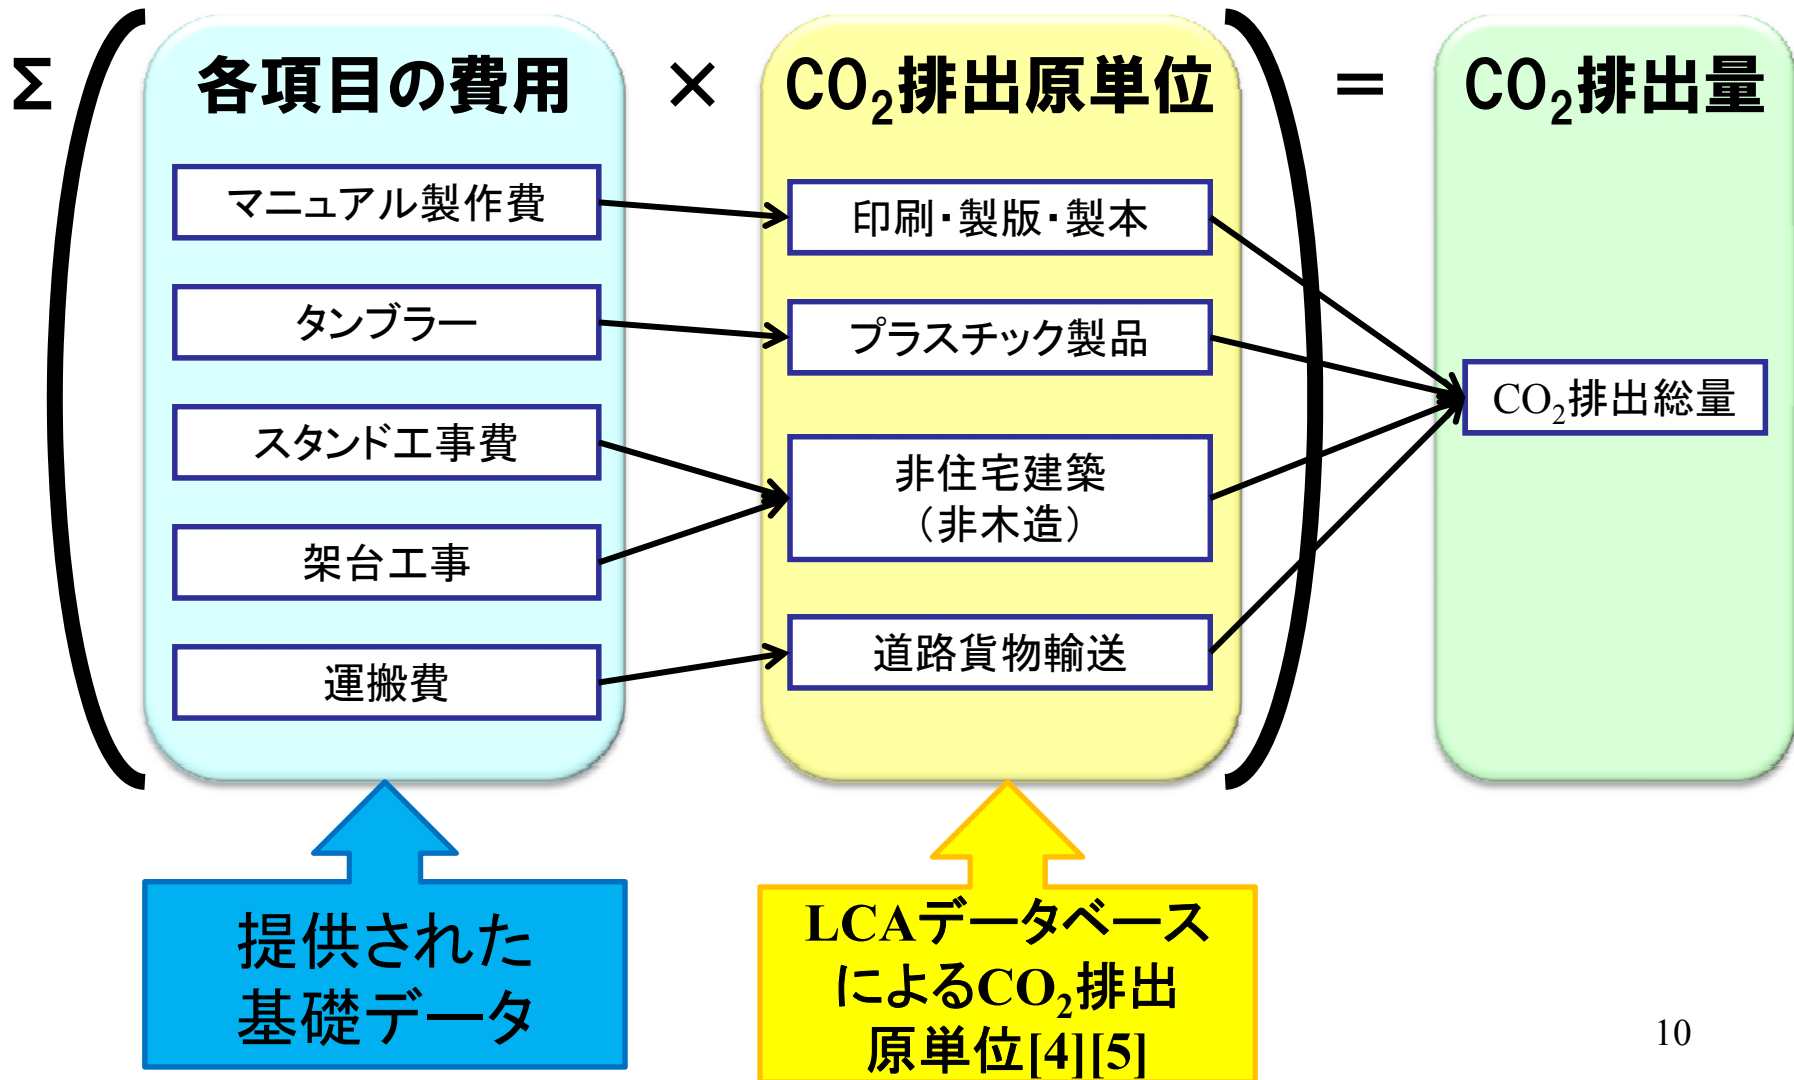 Σ
各項目の費用
×
CO₂排出原単位
=
CO₂排出量
マニュアル製作費
タンブラー
スタンド工事費
架台工事
運搬費
印刷・製版・製本
プラスチック製品
非住宅建築
（非木造）
道路貨物輸送
CO₂排出総量
提供された
基礎データ
LCAデータベース
によるCO₂排出
原単位[4][5]
10